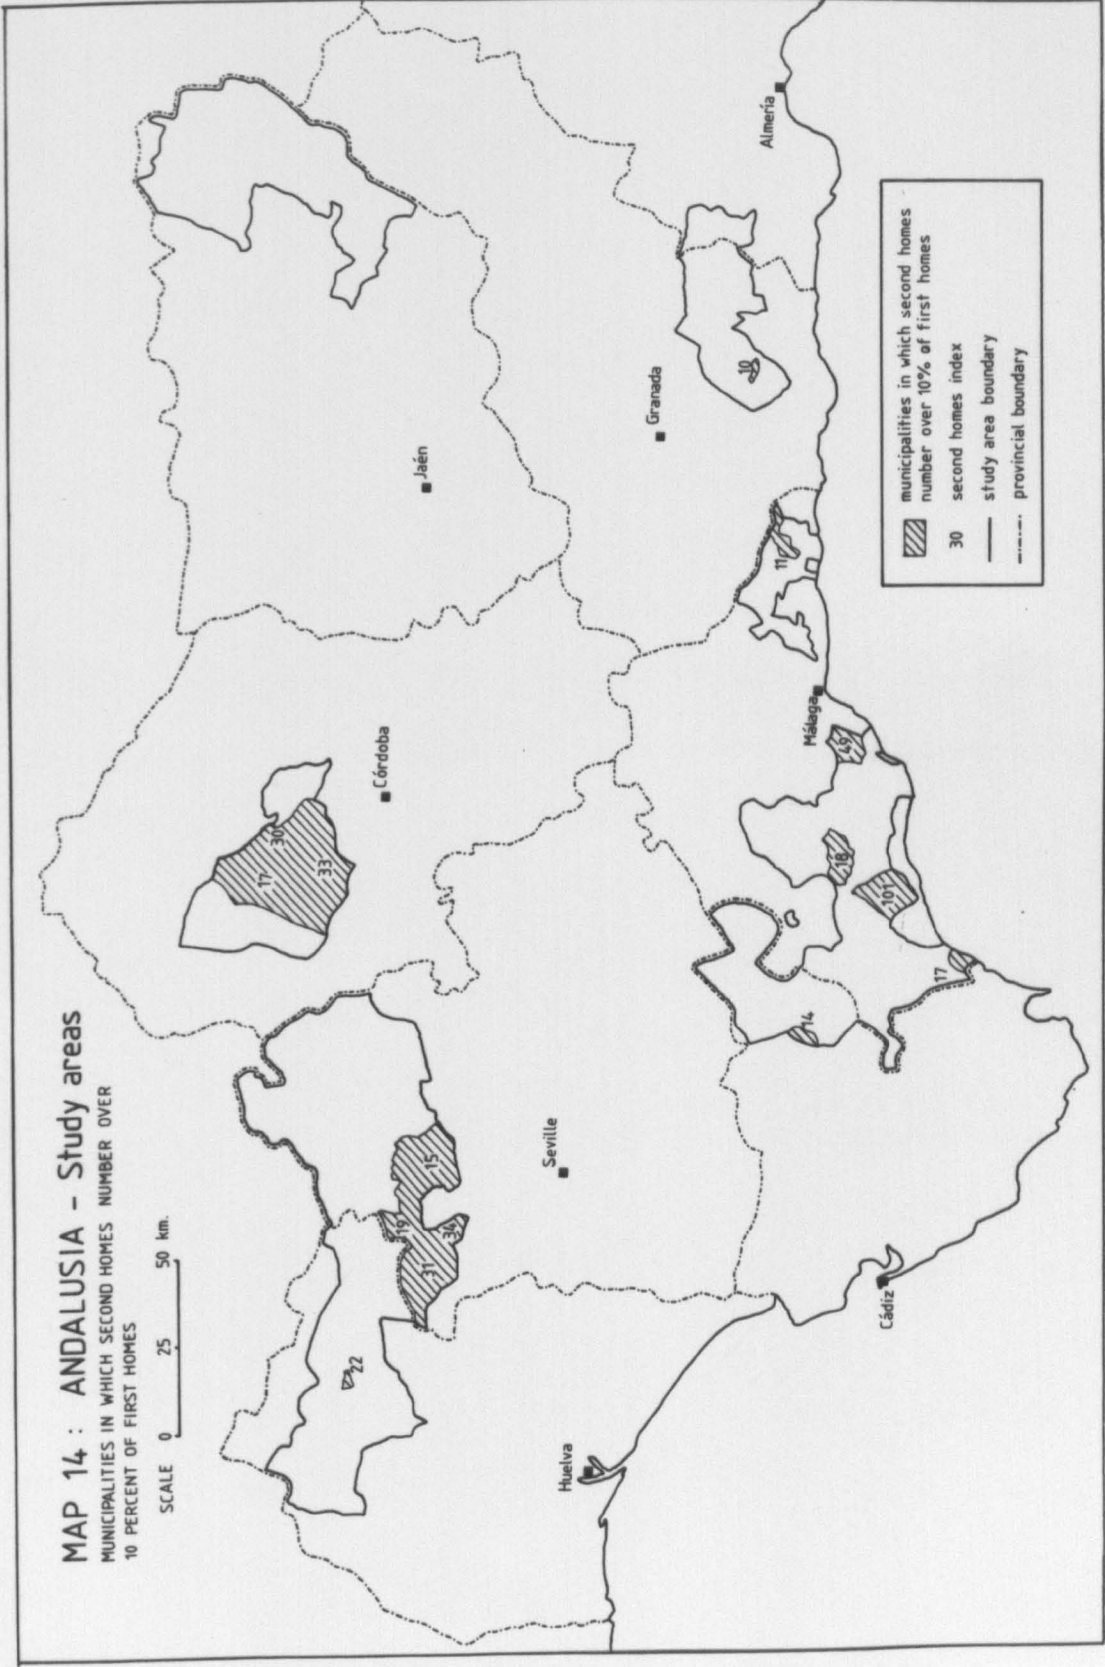 MAP 14 : ANDALUSIA - Study areas
MUNICIPALITIES IN WHICH SECOND HOMES NUMBER OVER
10 PERCENT OF FIRST HOMES
SCALE 0 25 50 km.
17
30
33
Córdoba
Jaén
22
19
15
31
34
Seville
Huelva
Cádiz
14
17
101
18
49
Málaga
11
Granada
10
Almería
municipalities in which second homes
number over 10% of first homes
30 second homes index
study area boundary
provincial boundary